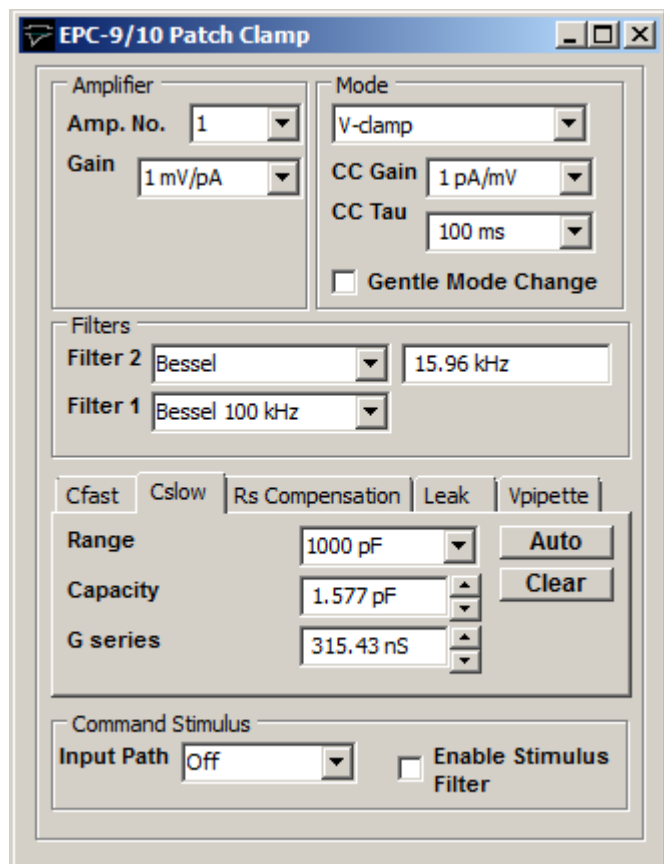 EPC-9/10 Patch Clamp
Amplifier
Amp. No. 1
Gain 1 mV/pA
Mode
V-clamp
CC Gain 1 pA/mV
CC Tau 100 ms
Gentle Mode Change
Filters
Filter 2 Bessel 15.96 kHz
Filter 1 Bessel 100 kHz
Cfast Cslow Rs Compensation Leak Vpipette
Range 1000 pF Auto
Capacity 1.577 pF Clear
G series 315.43 nS
Command Stimulus
Input Path Off Enable Stimulus
Filter